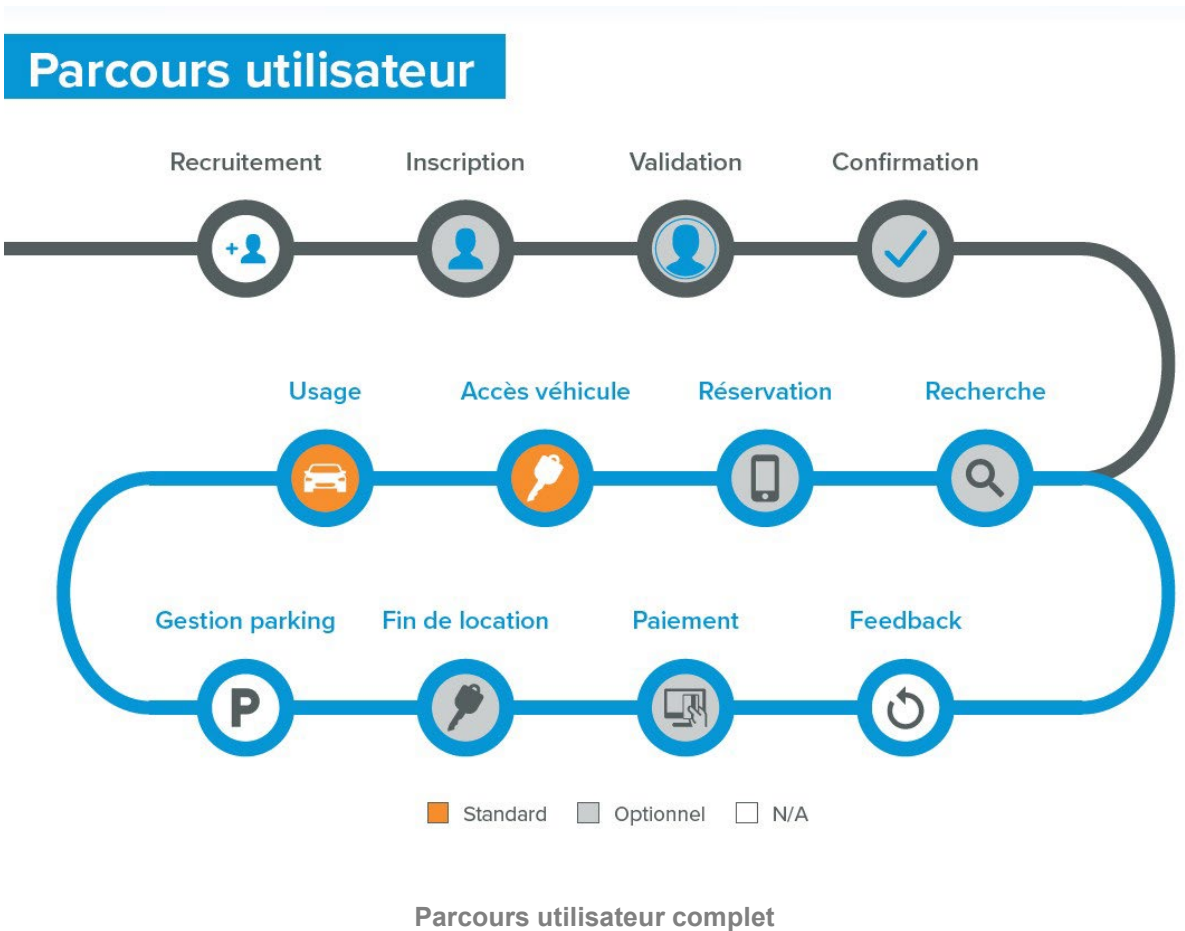 Parcours utilisateur
Recruitement Inscription Validation Confirmation
Usage Accès véhicule Réservation Recherche
Gestion parking Fin de location Paiement Feedback
P
Standard Optionnel N/A
Parcours utilisateur complet